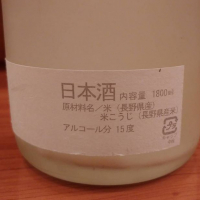 日本酒 内容量 1800ml
原材料名/米（長野県産）
米こうじ（長野県産米）
アルコール分 15度